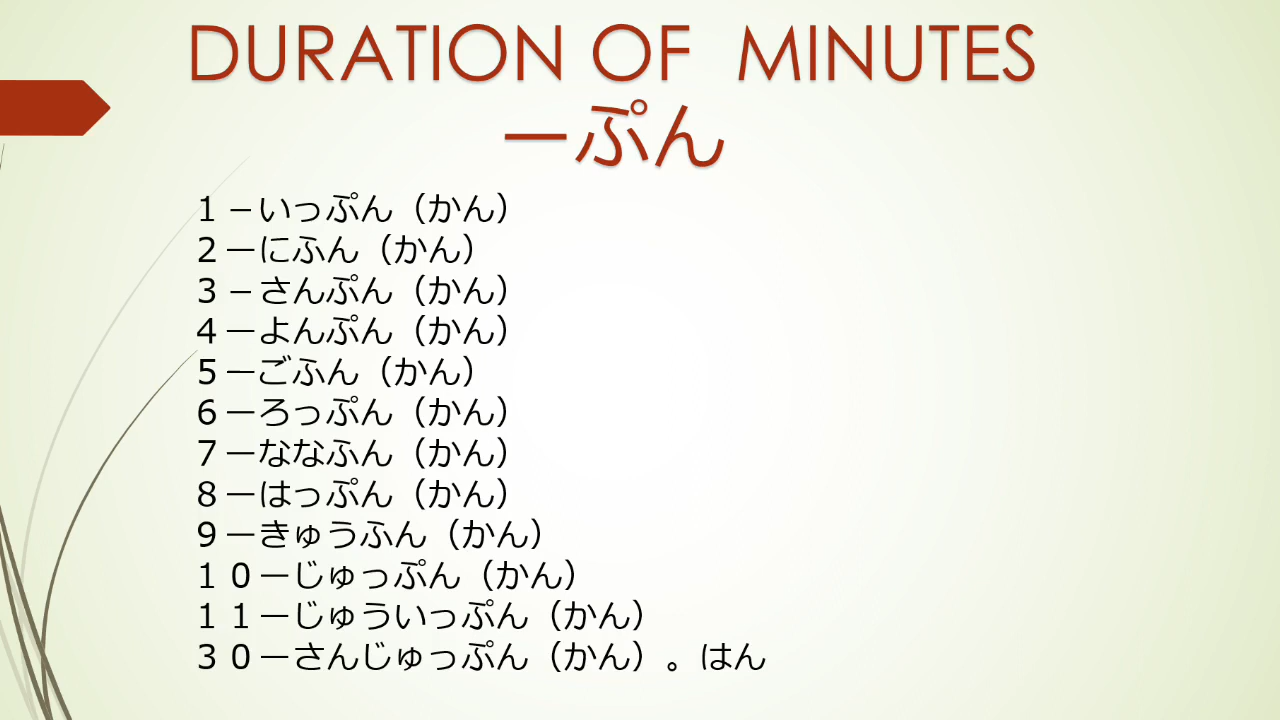 DURATION OF MINUTES
ーぷん
１－いっぷん（かん）
２ーにふん（かん）
３－さんぷん（かん）
４ーよんぷん（かん）
５ーごふん（かん）
６ーろっぷん（かん）
７ーななふん（かん）
８ーはっぷん（かん）
９ーきゅうふん（かん）
１０ーじゅっぷん（かん）
１１ーじゅういっぷん（かん）
３０ーさんじゅっぷん（かん）。はん